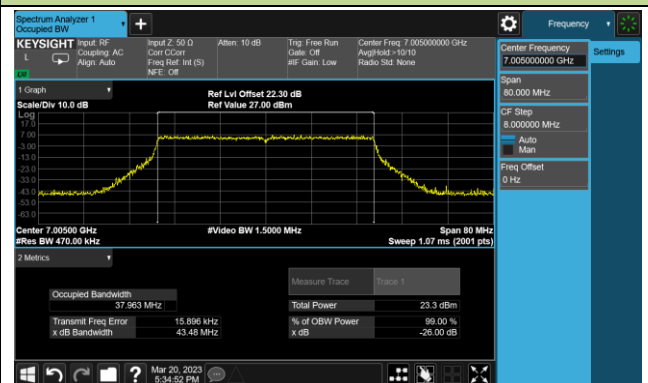 Spectrum Analyzer 1
Occupied BW
+
Frequency
KEYSIGHT
L
Input: RF
Coupling: AC
Align: Auto
Input Z: 50 Ω
Corr CCorr
Freq Ref: Int (S)
NFE: Off
Atten: 10 dB
Trig: Free Run
Gate: Off
#IF Gain: Low
Center Freq: 7.005000000 GHz
Avg|Hold:>10/10
Radio Std: None
Center Frequency
7.005000000 GHz
Settings
Span
80.000 MHz
CF Step
8.000000 MHz
Auto
Man
Freq Offset
0 Hz
1 Graph
Scale/Div 10.0 dB
Ref Lvl Offset 22.30 dB
Ref Value 27.00 dBm
Log
17.0
7.00
-3.00
-13.0
-23.0
-33.0
-43.0
-53.0
-63.0
Center 7.00500 GHz
#Res BW 470.00 kHz
#Video BW 1.5000 MHz
Span 80 MHz
Sweep 1.07 ms (2001 pts)
2 Metrics
Measure Trace
Trace 1
Occupied Bandwidth
37.963 MHz
Total Power
23.3 dBm
Transmit Freq Error
15.896 kHz
% of OBW Power
99.00 %
x dB Bandwidth
43.48 MHz
x dB
-26.00 dB
?
Mar 20, 2023
5:34:52 PM